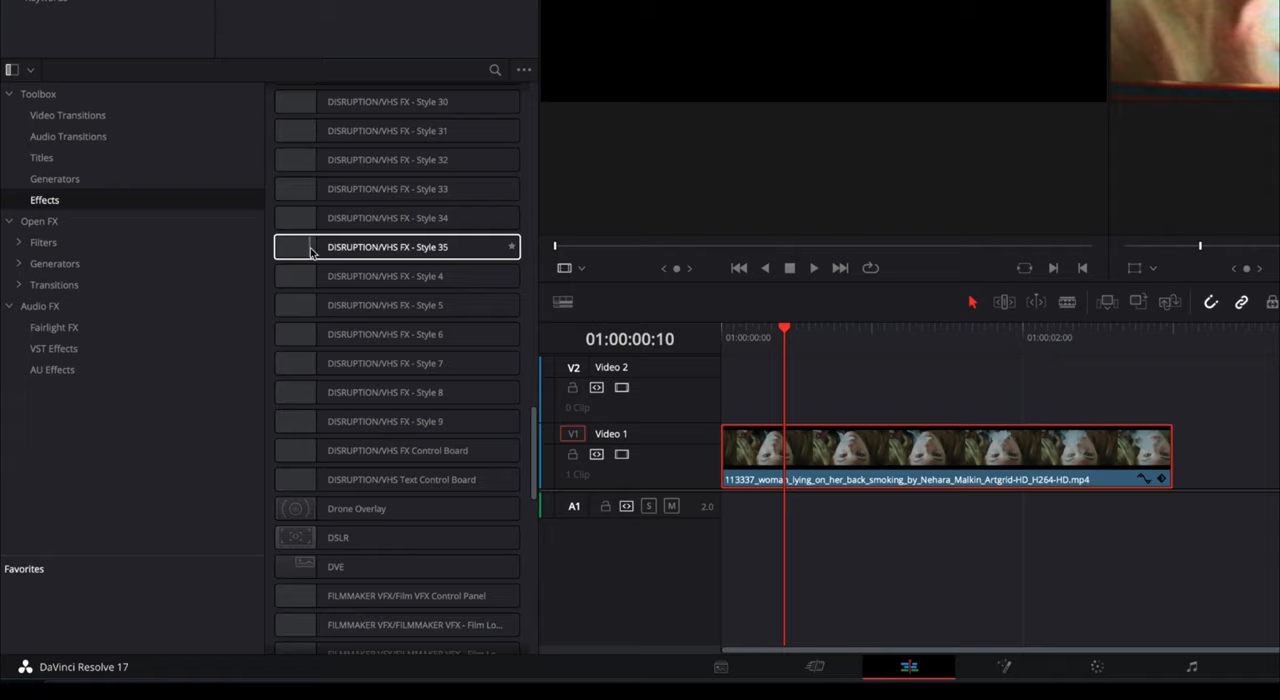 Toolbox
Video Transitions
Audio Transitions
Titles
Generators
Effects
Open FX
Filters
Generators
Transitions
Audio FX
Fairlight FX
VST Effects
AU Effects
Favorites
DISRUPTION/VHS FX - Style 30
DISRUPTION/VHS FX - Style 31
DISRUPTION/VHS FX - Style 32
DISRUPTION/VHS FX - Style 33
DISRUPTION/VHS FX - Style 34
DISRUPTION/VHS FX - Style 35
DISRUPTION/VHS FX - Style 4
DISRUPTION/VHS FX - Style 5
DISRUPTION/VHS FX - Style 6
DISRUPTION/VHS FX - Style 7
DISRUPTION/VHS FX - Style 8
DISRUPTION/VHS FX - Style 9
DISRUPTION/VHS FX Control Board
DISRUPTION/VHS Text Control Board
Drone Overlay
DSLR
DVE
FILMMAKER VFX/Film VFX Control Panel
FILMMAKER VFX/FILMMAKER VFX - Film Lo...
01:00:00:10
01:00:00:00
01:00:02:00
V2 Video 2
0 Clip
V1 Video 1
1 Clip
113337_woman_lying_on_her_back_smoking_by_Nehara_Malkin_Artgrid-HD_H264-HD.mp4
A1 S M 2.0
DaVinci Resolve 17